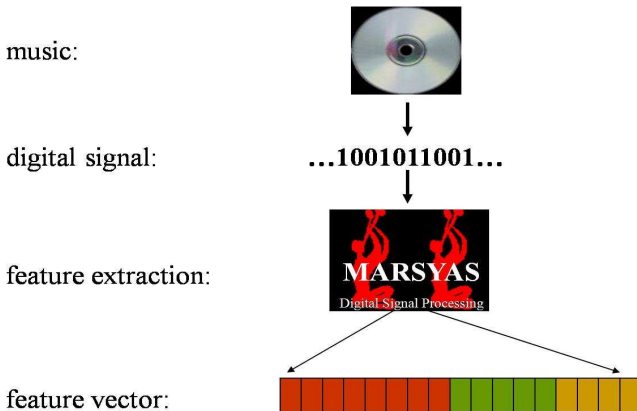 music:
digital signal:
...1001011001...
feature extraction:
MARSYAS
Digital Signal Processing
feature vector: